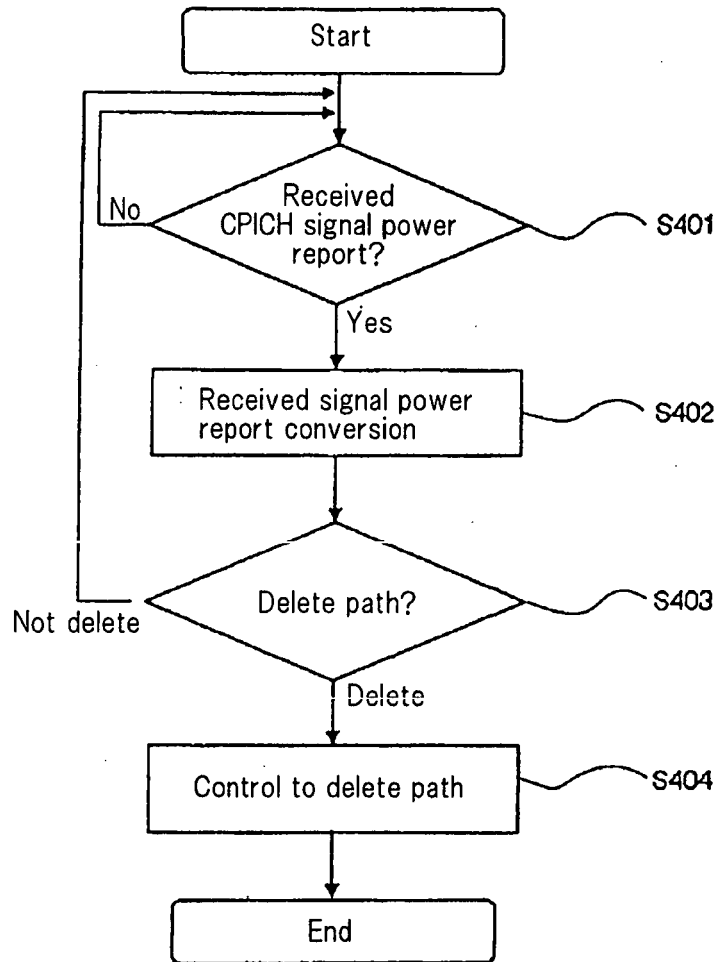 Start
Received
CPICH signal power
report?
No
S401
Yes
Received signal power
report conversion
S402
Delete path?
S403
Not delete
Delete
Control to delete path
S404
End